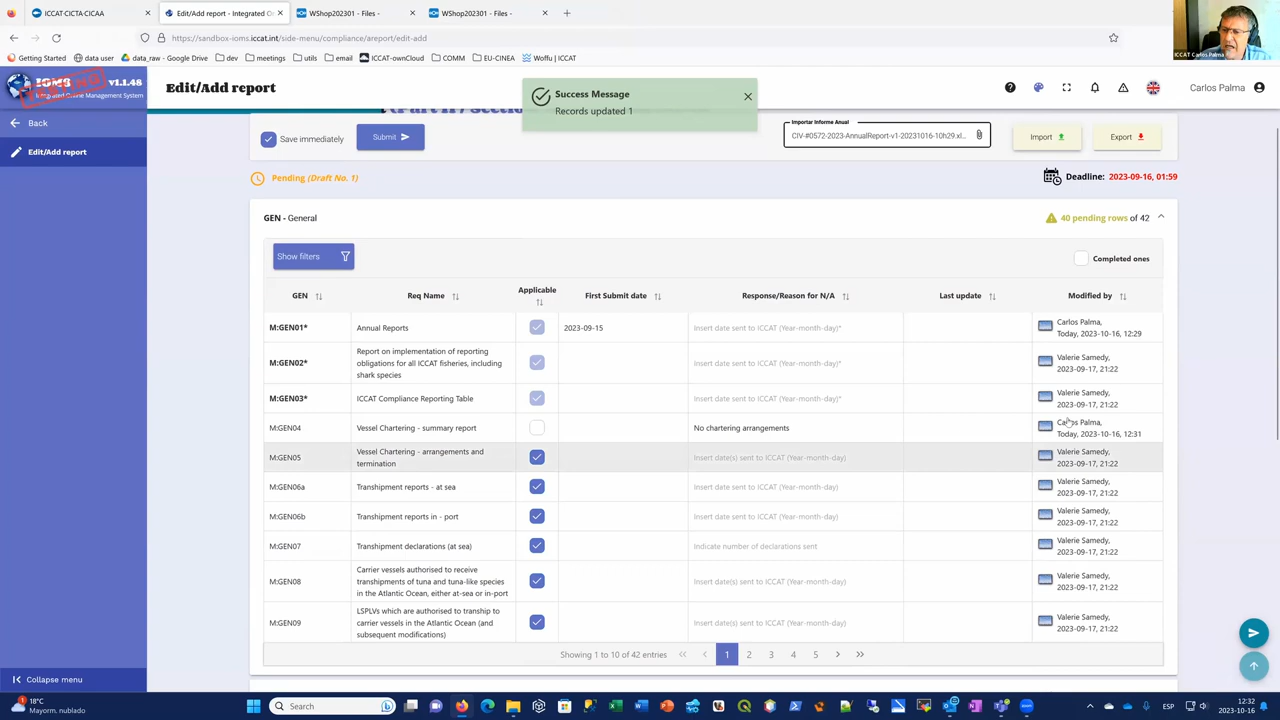 ICCAT-CICTA-CICAA
Edit/Add report - Integrated O
WShop202301 - Files -
WShop202301 - Files -
https://sandbox-ioms.iccat.int/side-menu/compliance/areport/edit-add
Getting Started
data user
data_raw - Google Drive
dev
meetings
utils
email
ICCAT-ownCloud
COMM
EU-CINEA
Woffu | ICCAT
ICCAT Carlos Palma
IOMS v1.1.48
Integrated Online Management System
Edit/Add report
Carlos Palma
Back
Edit/Add report
Success Message
Records updated 1
Save immediately
Submit
Importar Informe Anual
CIV-#0572-2023-AnnualReport-v1-20231016-10h29.xl...
Import
Export
Pending (Draft No. 1)
Deadline: 2023-09-16, 01:59
GEN - General
40 pending rows of 42
Show filters
Completed ones
GEN
Req Name
Applicable
First Submit date
Response/Reason for N/A
Last update
Modified by
M:GEN01*
Annual Reports
2023-09-15
Insert date sent to ICCAT (Year-month-day)*
Carlos Palma,
Today, 2023-10-16, 12:29
M:GEN02*
Report on implementation of reporting
obligations for all ICCAT fisheries, including
shark species
Insert date sent to ICCAT (Year-month-day)*
Valerie Samedy,
2023-09-17, 21:22
M:GEN03*
ICCAT Compliance Reporting Table
Insert date sent to ICCAT (Year-month-day)*
Valerie Samedy,
2023-09-17, 21:22
M:GEN04
Vessel Chartering - summary report
No chartering arrangements
Carlos Palma,
Today, 2023-10-16, 12:31
M:GEN05
Vessel Chartering - arrangements and
termination
Insert date(s) sent to ICCAT (Year-month-day)
Valerie Samedy,
2023-09-17, 21:22
M:GEN06a
Transhipment reports - at sea
Insert date sent to ICCAT (Year-month-day)
Valerie Samedy,
2023-09-17, 21:22
M:GEN06b
Transhipment reports in - port
Insert date sent to ICCAT (Year-month-day)
Valerie Samedy,
2023-09-17, 21:22
M:GEN07
Transhipment declarations (at sea)
Indicate number of declarations sent
Valerie Samedy,
2023-09-17, 21:22
M:GEN08
Carrier vessels authorised to receive
transhipments of tuna and tuna-like species
in the Atlantic Ocean, either at-sea or in-port
Insert date(s) sent to ICCAT (Year-month-day)
Valerie Samedy,
2023-09-17, 21:22
M:GEN09
LSPLVs which are authorised to tranship to
carrier vessels in the Atlantic Ocean (and
subsequent modifications)
Insert date(s) sent to ICCAT (Year-month-day)
Valerie Samedy,
2023-09-17, 21:22
Showing 1 to 10 of 42 entries
1
2
3
4
5
Collapse menu
18°C
Mayorm. nublado
Search
ESP
12:32